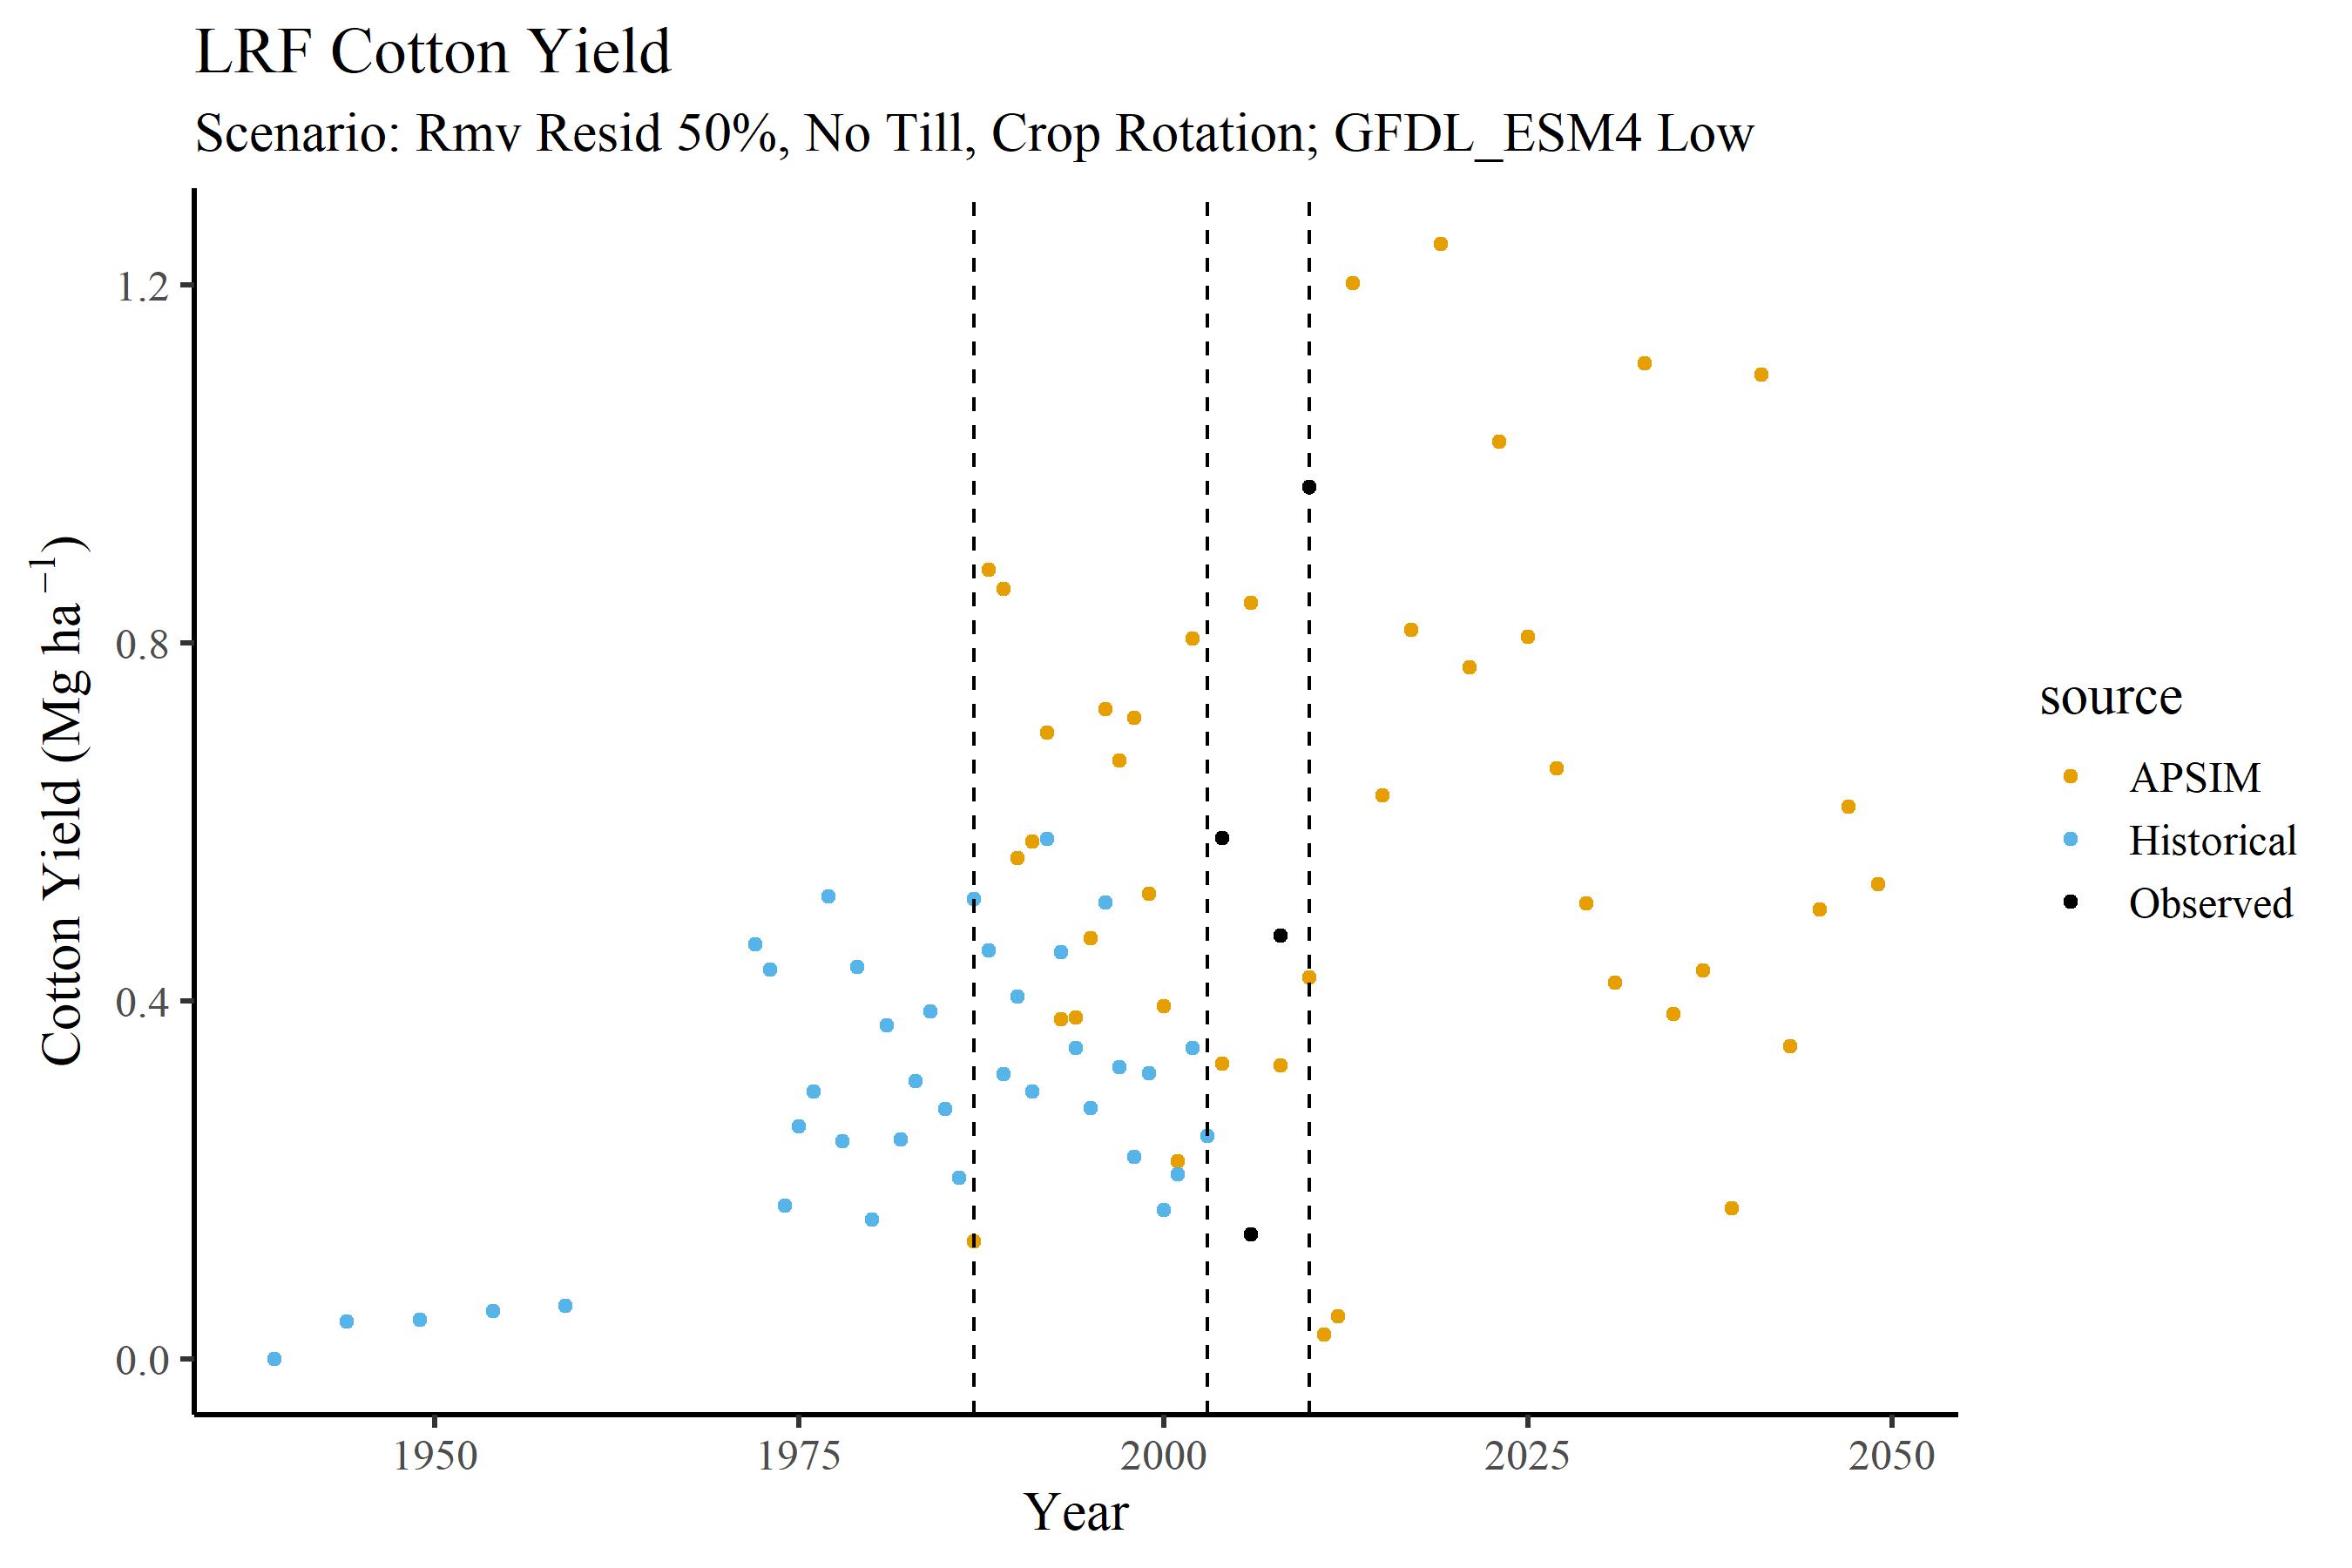 LRF Cotton Yield
Scenario: Rmv Resid 50%, No Till, Crop Rotation; GFDL_ESM4 Low
Cotton Yield (Mg ha⁻¹)
1.2
0.8
0.4
0.0
1950 1975 2000 2025 2050
Year
source
APSIM
Historical
Observed